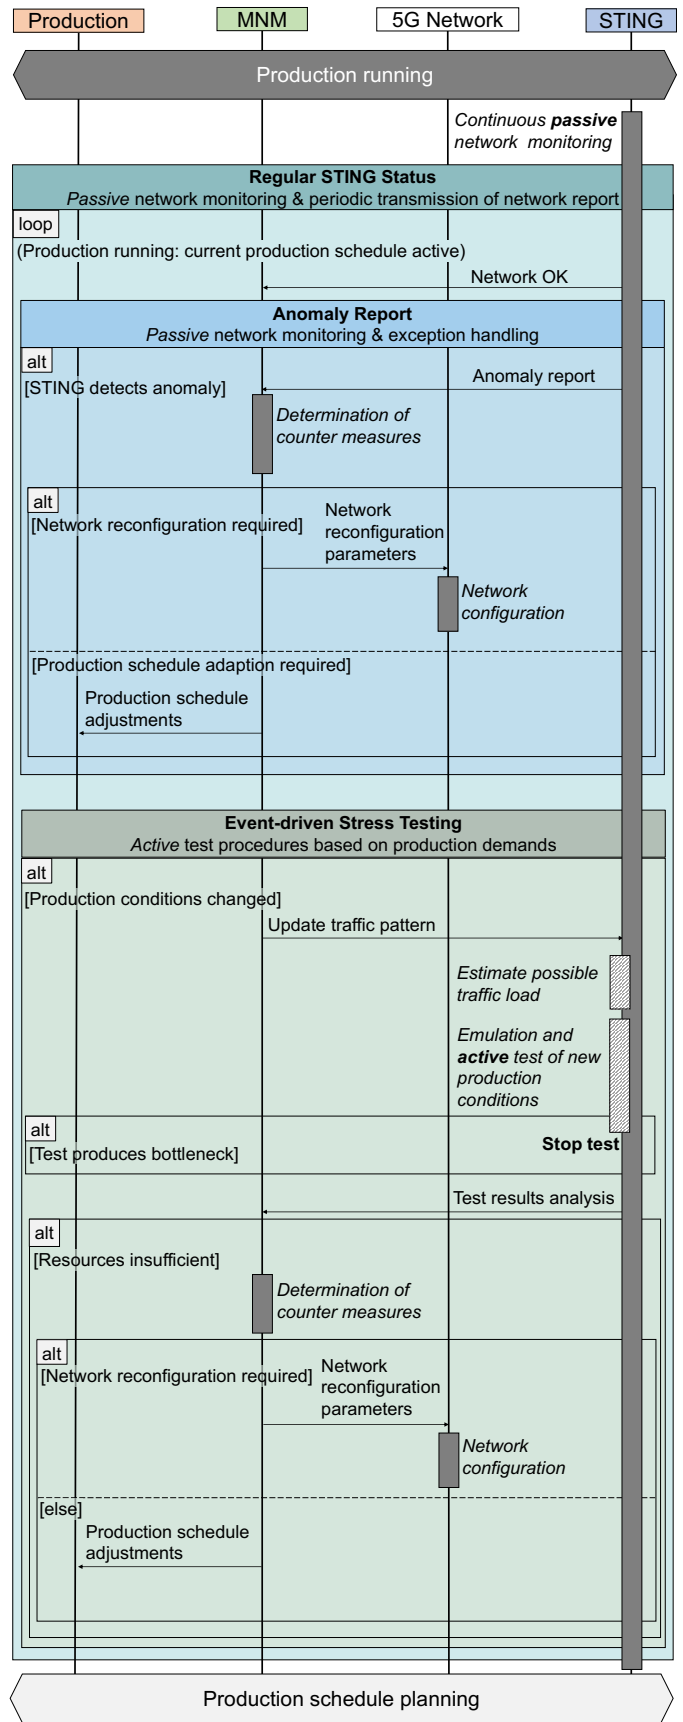 Production
MNM
5G Network
STING
Production running
Continuous passive
network monitoring
Regular STING Status
Passive network monitoring & periodic transmission of network report
loop
(Production running: current production schedule active)
Network OK
Anomaly Report
Passive network monitoring & exception handling
alt
[STING detects anomaly]
Anomaly report
Determination of
counter measures
alt
[Network reconfiguration required]
Network
reconfiguration
parameters
Network
configuration
[Production schedule adaption required]
Production schedule
adjustments
Event-driven Stress Testing
Active test procedures based on production demands
alt
[Production conditions changed]
Update traffic pattern
Estimate possible
traffic load
Emulation and
active test of new
production
conditions
alt
[Test produces bottleneck]
Stop test
Test results analysis
alt
[Resources insufficient]
Determination of
counter measures
alt
[Network reconfiguration required]
Network
reconfiguration
parameters
Network
configuration
[else]
Production schedule
adjustments
Production schedule planning